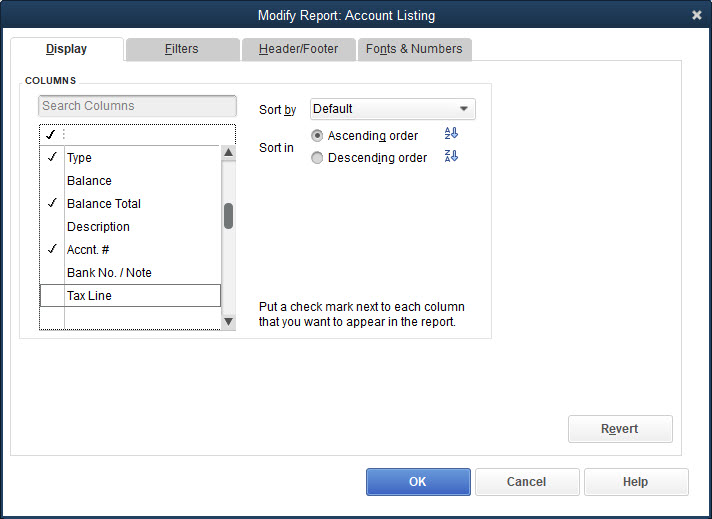 Modify Report: Account Listing
Display
Filters
Header/Footer
Fonts & Numbers
COLUMNS
Search Columns
Sort by
Default
Sort in
Ascending order
Descending order
Type
Balance
Balance Total
Description
Accnt. #
Bank No. / Note
Tax Line
Put a check mark next to each column
that you want to appear in the report.
Revert
OK
Cancel
Help